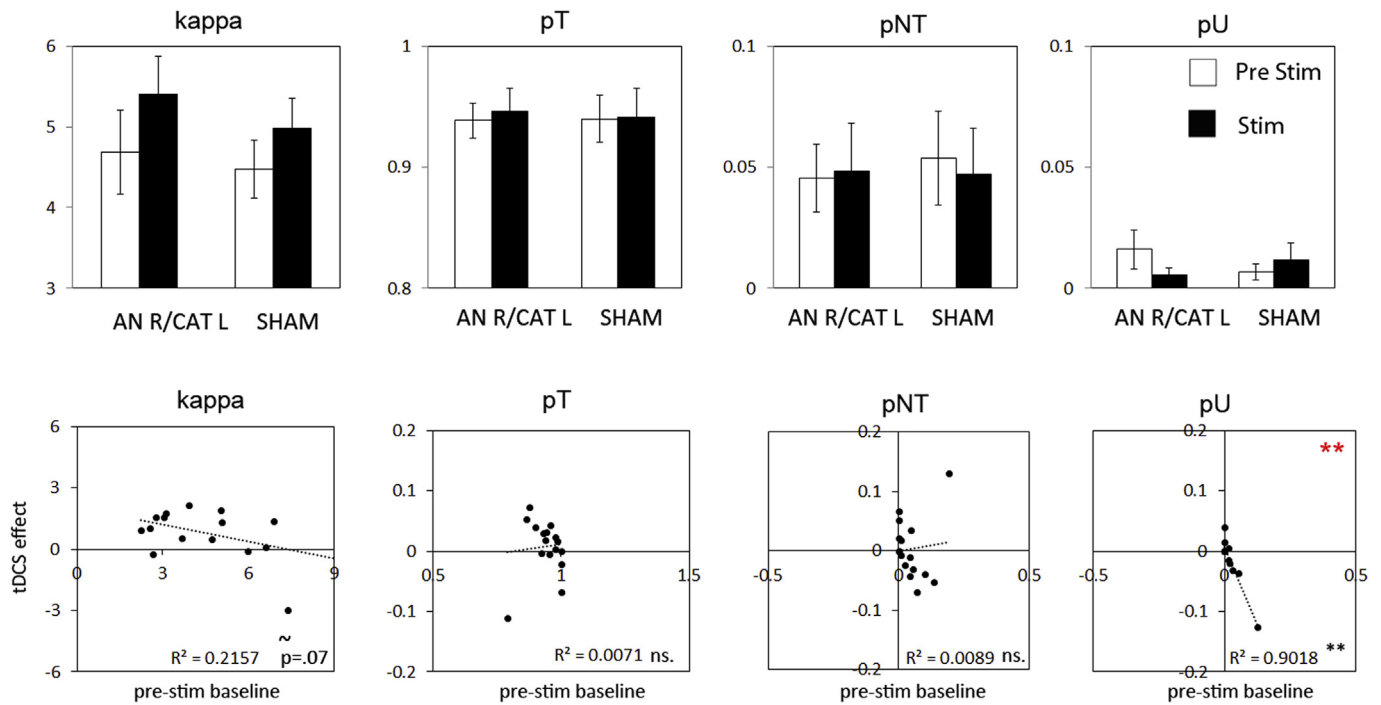 kappa
pT
pNT
pU
6
5
4
3
1
0.9
0.8
0.1
0.05
0
0.1
0.05
0
Pre Stim
Stim
AN R/CAT L
SHAM
AN R/CAT L
SHAM
AN R/CAT L
SHAM
AN R/CAT L
SHAM
kappa
pT
pNT
pU
tDCS effect
6
3
0
-3
-6
0
3
6
9
R² = 0.2157
~
p=.07
pre-stim baseline
0.2
0.1
0
-0.1
-0.2
0.5
1
1.5
R² = 0.0071 ns.
pre-stim baseline
0.2
0.1
0
-0.1
-0.2
-0.5
0
0.5
R² = 0.0089 ns.
pre-stim baseline
0.2
0.1
0
-0.1
-0.2
-0.5
0
0.5
**
R² = 0.9018 **
pre-stim baseline